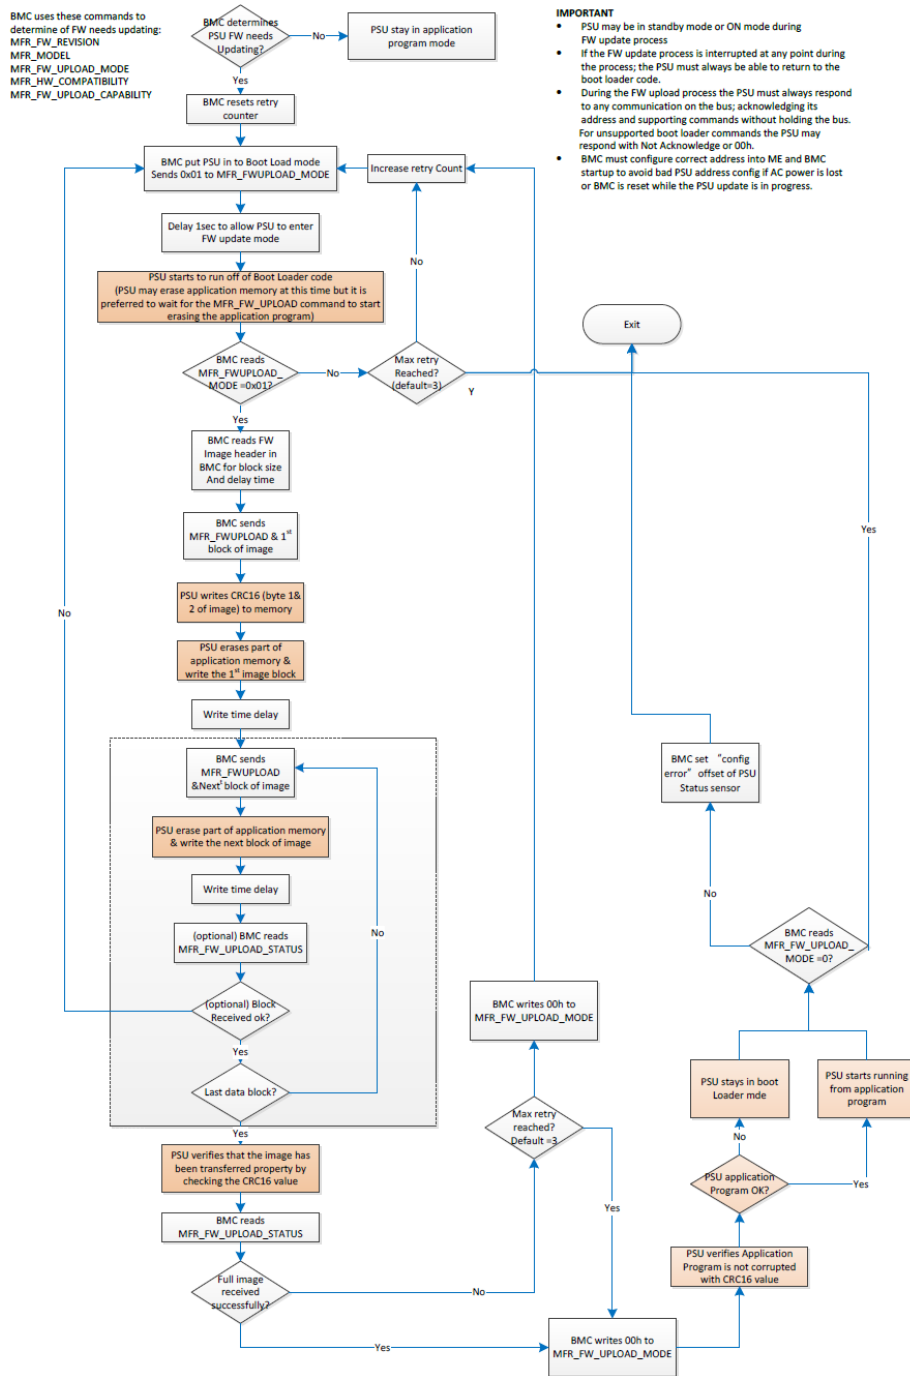 BMC uses these commands to
determine of FW needs updating:
MFR_FW_REVISION
MFR_MODEL
MFR_FW_UPLOAD_MODE
MFR_HW_COMPATIBILITY
MFR_FW_UPLOAD_CAPABILITY
BMC determines
PSU FW needs
Updating?
No
PSU stay in application
program mode
IMPORTANT
• PSU may be in standby mode or ON mode during
FW update process
• If the FW update process is interrupted at any point during
the process; the PSU must always be able to return to the
boot loader code.
• During the FW upload process the PSU must always respond
to any communication on the bus; acknowledging its
address and supporting commands without holding the bus.
For unsupported boot loader commands the PSU may
respond with Not Acknowledge or 00h.
• BMC must configure correct address into ME and BMC
startup to avoid bad PSU address config if AC power is lost
or BMC is reset while the PSU update is in progress.
Yes
BMC resets retry
counter
BMC put PSU in to Boot Load mode
Sends 0x01 to MFR_FWUPLOAD_MODE
Increase retry Count
Delay 1sec to allow PSU to enter
FW update mode
No
PSU starts to run off of Boot Loader code
(PSU may erase application memory at this time but it is
preferred to wait for the MFR_FW_UPLOAD command to start
erasing the application program)
Exit
BMC reads
MFR_FWUPLOAD_
MODE =0x01?
No
Max retry
Reached?
(default=3)
Y
Yes
BMC reads FW
Image header in
BMC for block size
And delay time
BMC sends
MFR_FWUPLOAD & 1st
block of image
Yes
PSU writes CRC16 (byte 1&
2 of image) to memory
No
PSU erases part of
application memory &
write the 1st image block
Write time delay
BMC sends
MFR_FWUPLOAD
&Nextt block of image
BMC set "config
error" offset of PSU
Status sensor
PSU erase part of application memory
& write the next block of image
Write time delay
No
(optional) BMC reads
MFR_FW_UPLOAD_STATUS
No
BMC reads
MFR_FW_UPLOAD_
MODE =0?
(optional) Block
Received ok?
BMC writes 00h to
MFR_FW_UPLOAD_MODE
Yes
Last data block?
PSU stays in boot
Loader mde
PSU starts running
from application
program
Max retry
reached?
Default =3
Yes
No
PSU verifies that the image has
been transferred property by
checking the CRC16 value
PSU application
Program OK?
Yes
BMC reads
MFR_FW_UPLOAD_STATUS
Yes
PSU verifies Application
Program is not corrupted
with CRC16 value
Full image
received
successfully?
No
Yes
BMC writes 00h to
MFR_FW_UPLOAD_MODE